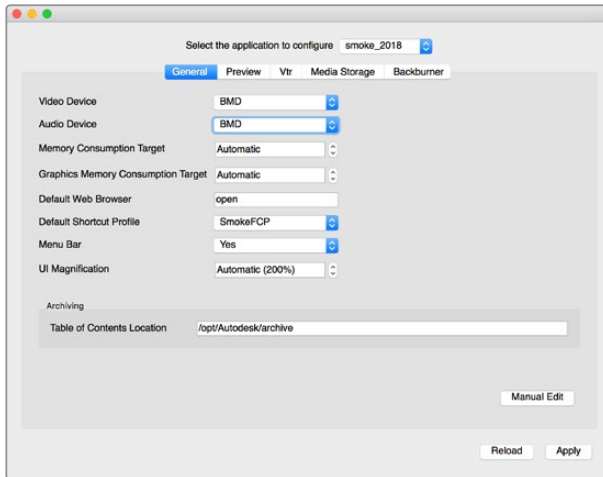 Select the application to configure smoke_2018
General Preview Vtr Media Storage Backburner
Video Device BMD
Audio Device BMD
Memory Consumption Target Automatic
Graphics Memory Consumption Target Automatic
Default Web Browser open
Default Shortcut Profile SmokeFCP
Menu Bar Yes
UI Magnification Automatic (200%)
Archiving
Table of Contents Location /opt/Autodesk/archive
Manual Edit
Reload Apply